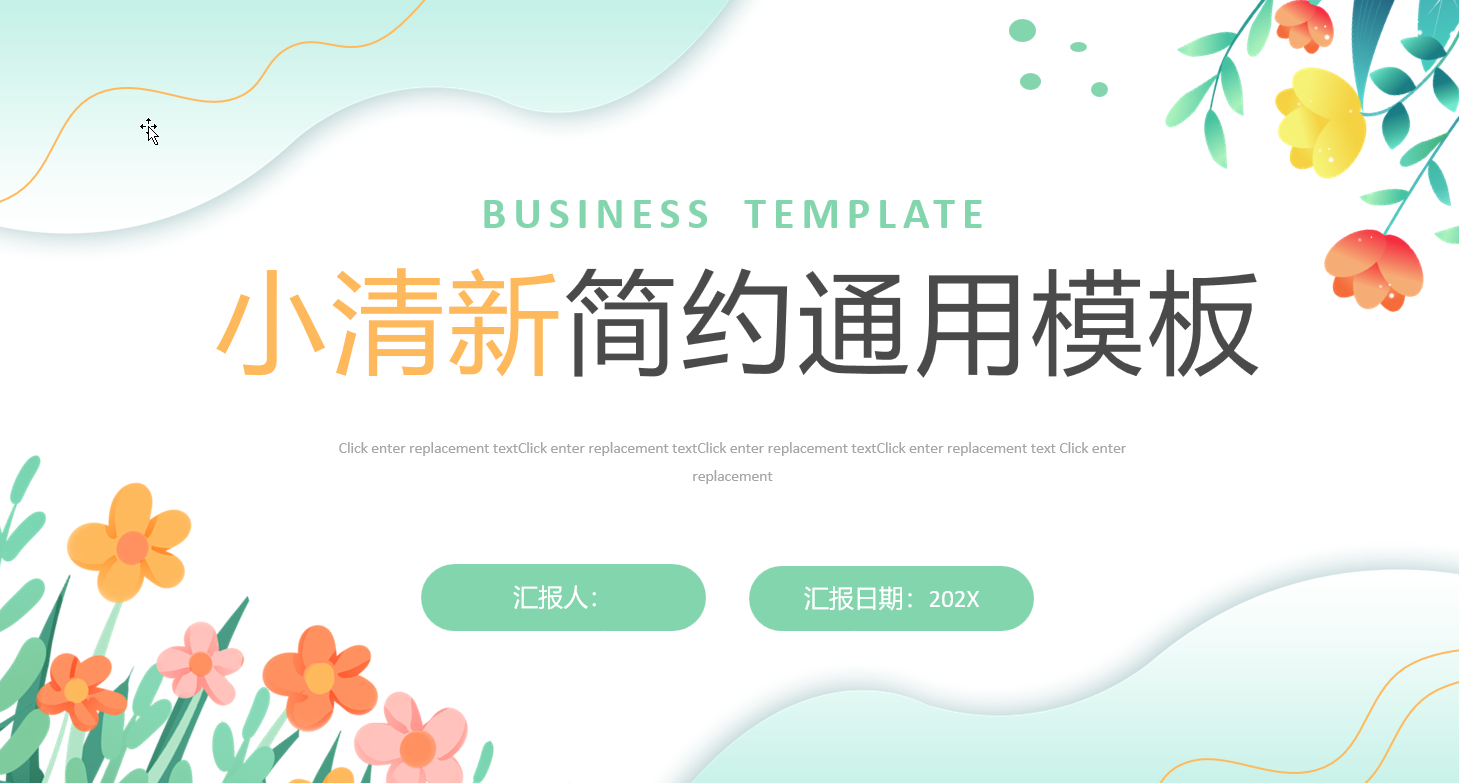 BUSINESS TEMPLATE
小清新简约通用模板
Click enter replacement textClick enter replacement textClick enter replacement textClick enter replacement text Click enter
replacement
汇报人：
汇报日期：202X